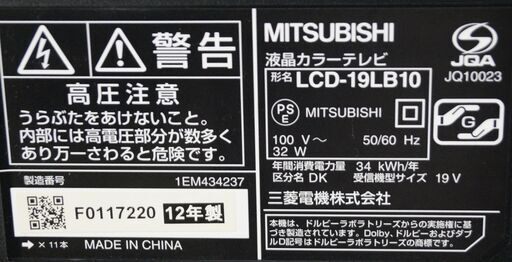 警告
高圧注意
うらぶたをあけないこと。
内部には高電圧部分が数多く
あり万一さわると危険です。
製造番号 1EM434237
F0117220 12年製
→ × 11本 MADE IN CHINA
MITSUBISHI
液晶カラーテレビ
形名 LCD-19LB10
JQA
JQ10023
PS
E
MITSUBISHI
100 V～ 50/60 Hz
32 W
G
年間消費電力量 34 kWh/年
区分名 DK 受信機型サイズ 19 V
三菱電機株式会社
本機は、ドルビーラボラトリーズからの実施権に基
づき製造されています。Dolby、ドルビーおよびダブ
ルD記号はドルビーラボラトリーズの商標です。